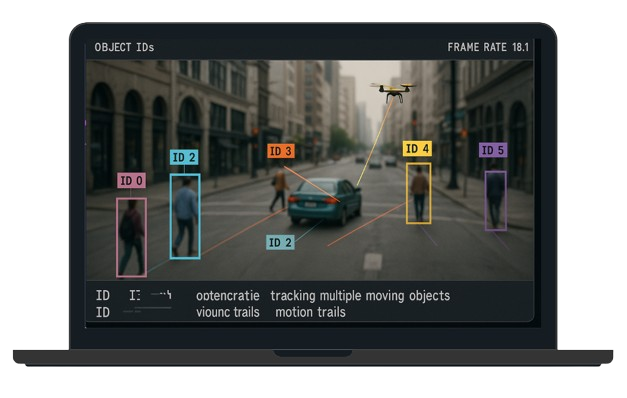 OBJECT IDs FRAME RATE 18.1
ID 0
ID 2
ID 3
ID 4
ID 5
ID 2
ID optencratie tracking multiple moving objects
ID viounc trails motion trails